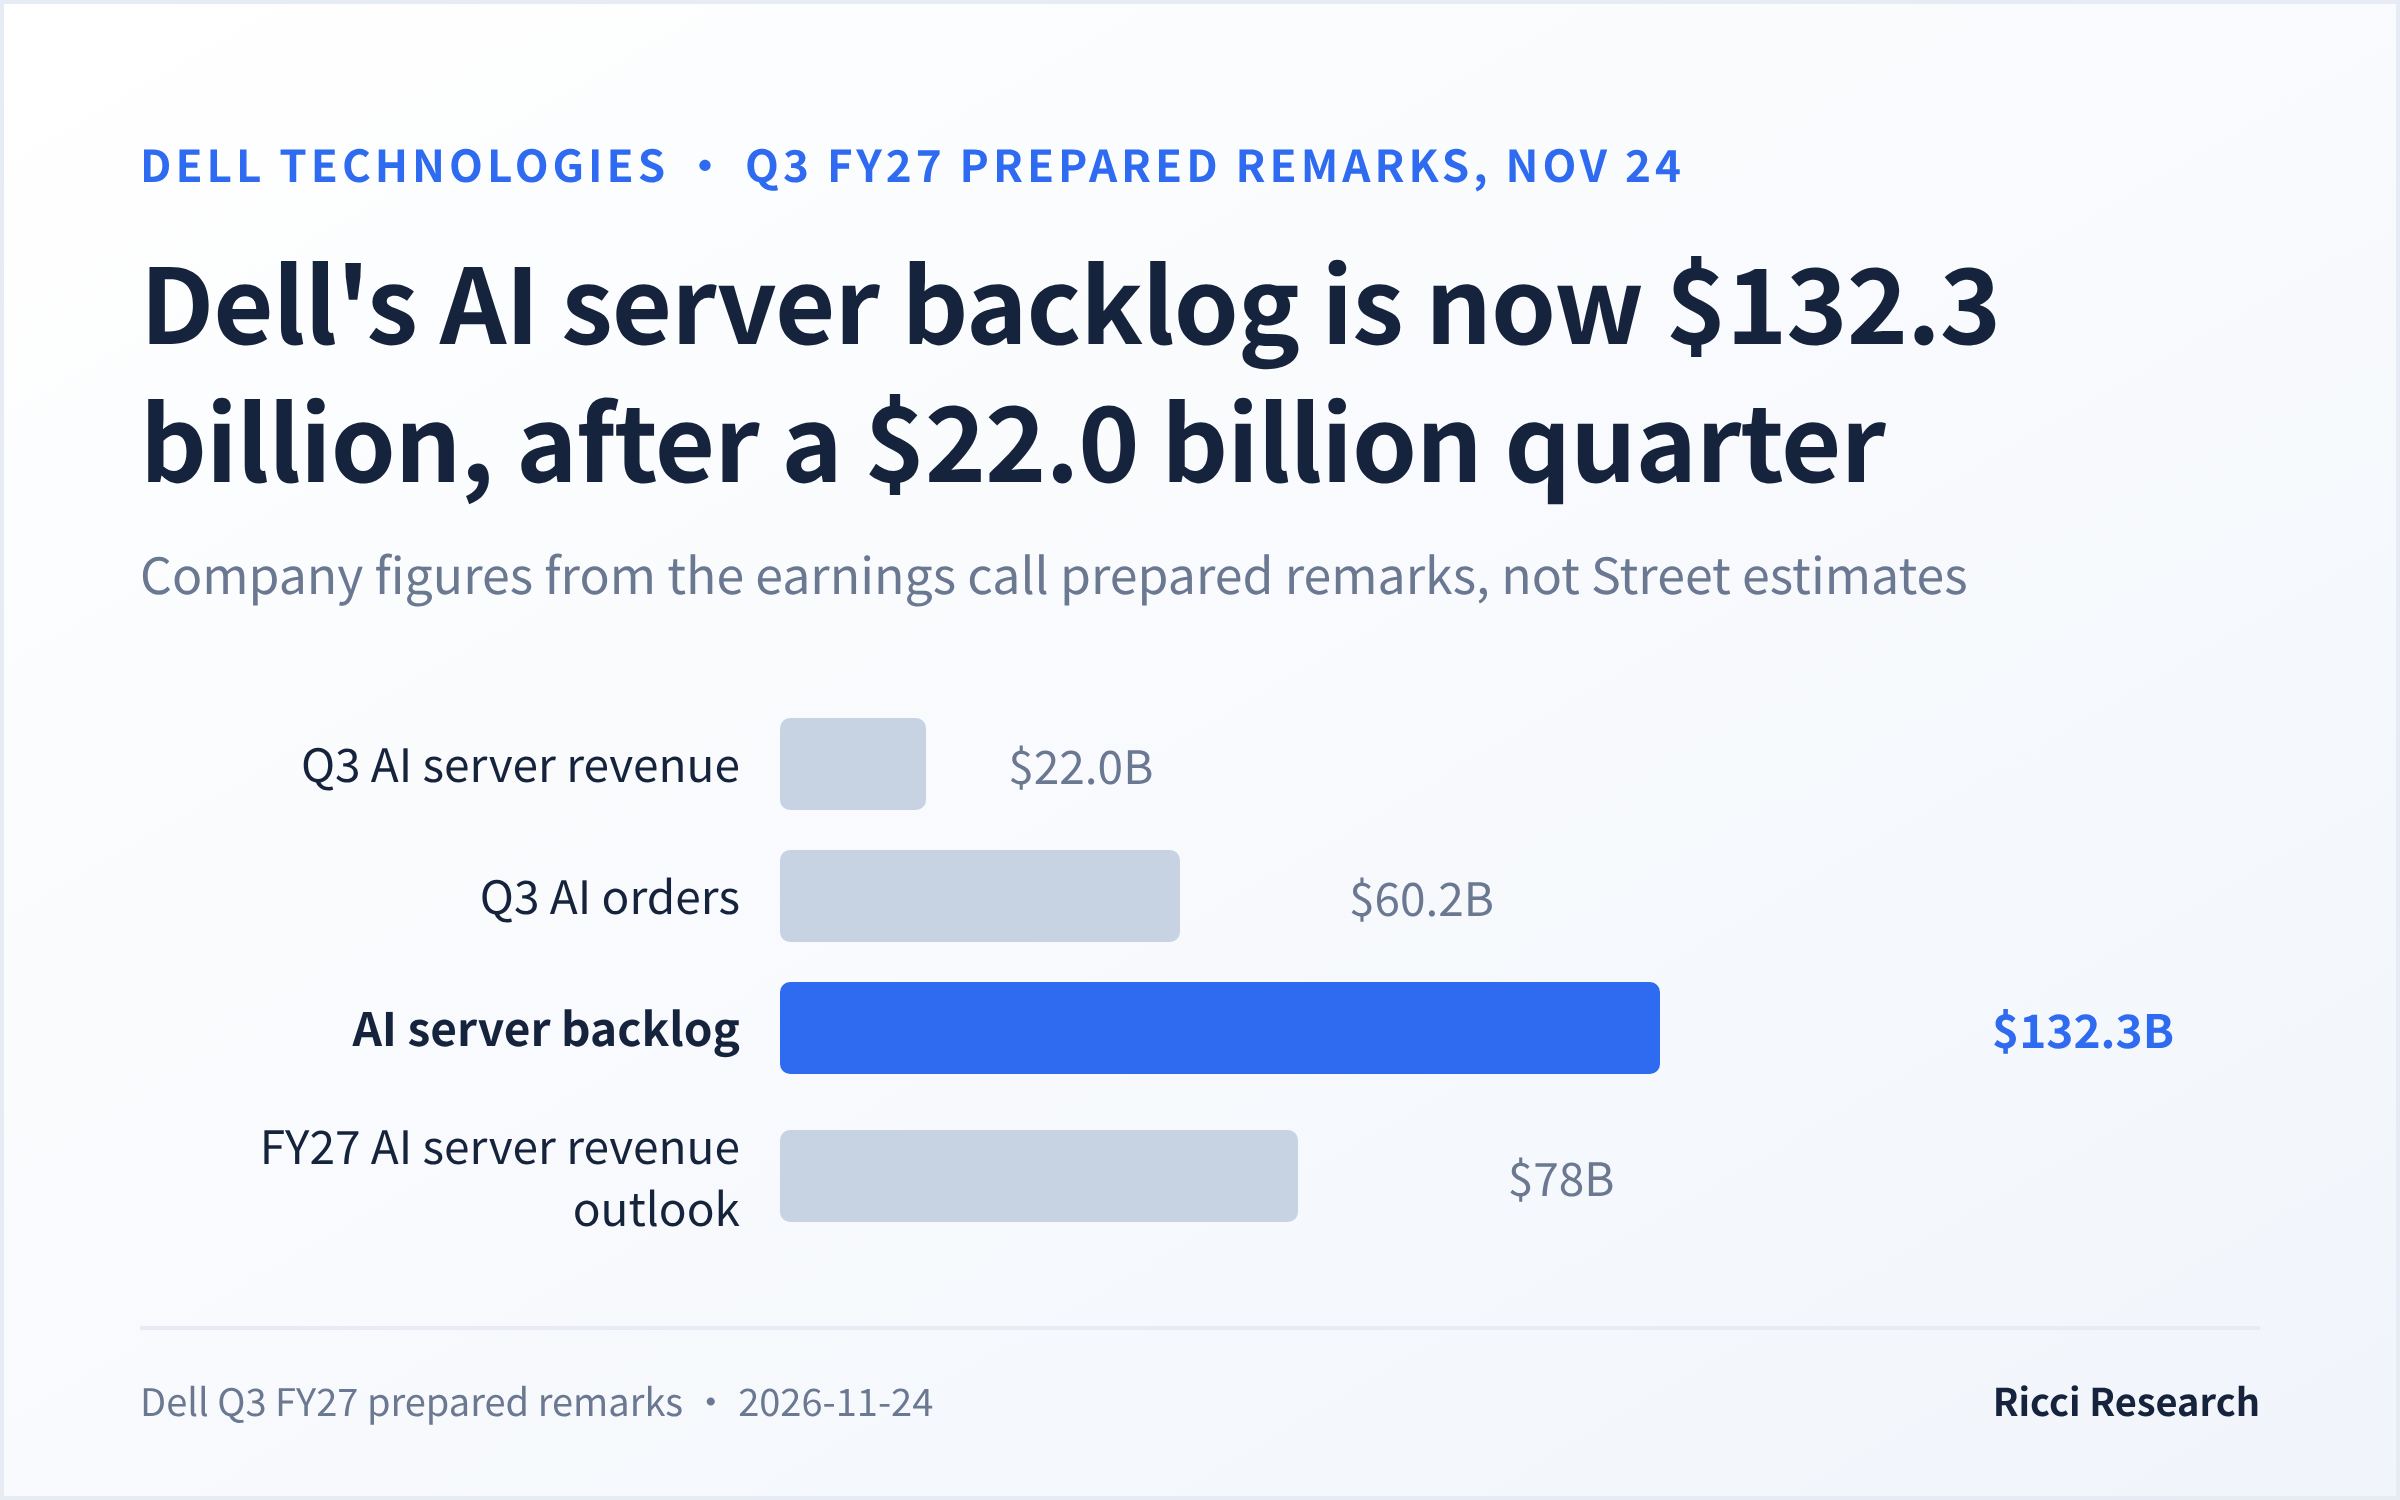 DELL TECHNOLOGIES • Q3 FY27 PREPARED REMARKS, NOV 24
Dell's AI server backlog is now $132.3
billion, after a $22.0 billion quarter
Company figures from the earnings call prepared remarks, not Street estimates
Q3 AI server revenue $22.0B
Q3 AI orders $60.2B
AI server backlog $132.3B
FY27 AI server revenue
outlook $78B
Dell Q3 FY27 prepared remarks • 2026-11-24
Ricci Research